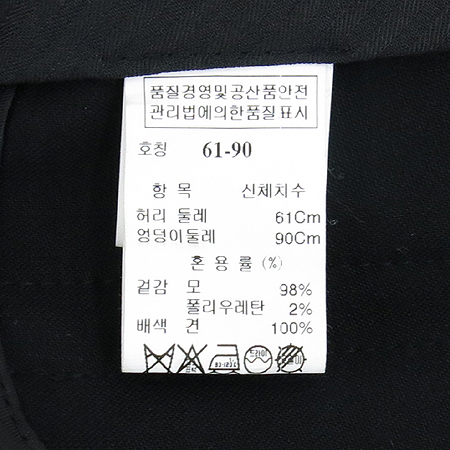 품질경영및공산품안전
관리법에의한품질표시
호칭 61-90
항 목 신체치수
허리 둘레 61Cm
엉덩이둘레 90Cm
혼 용 률 (%)
겉감 모 98%
폴리우레탄 2%
배색 견 100%
드라이